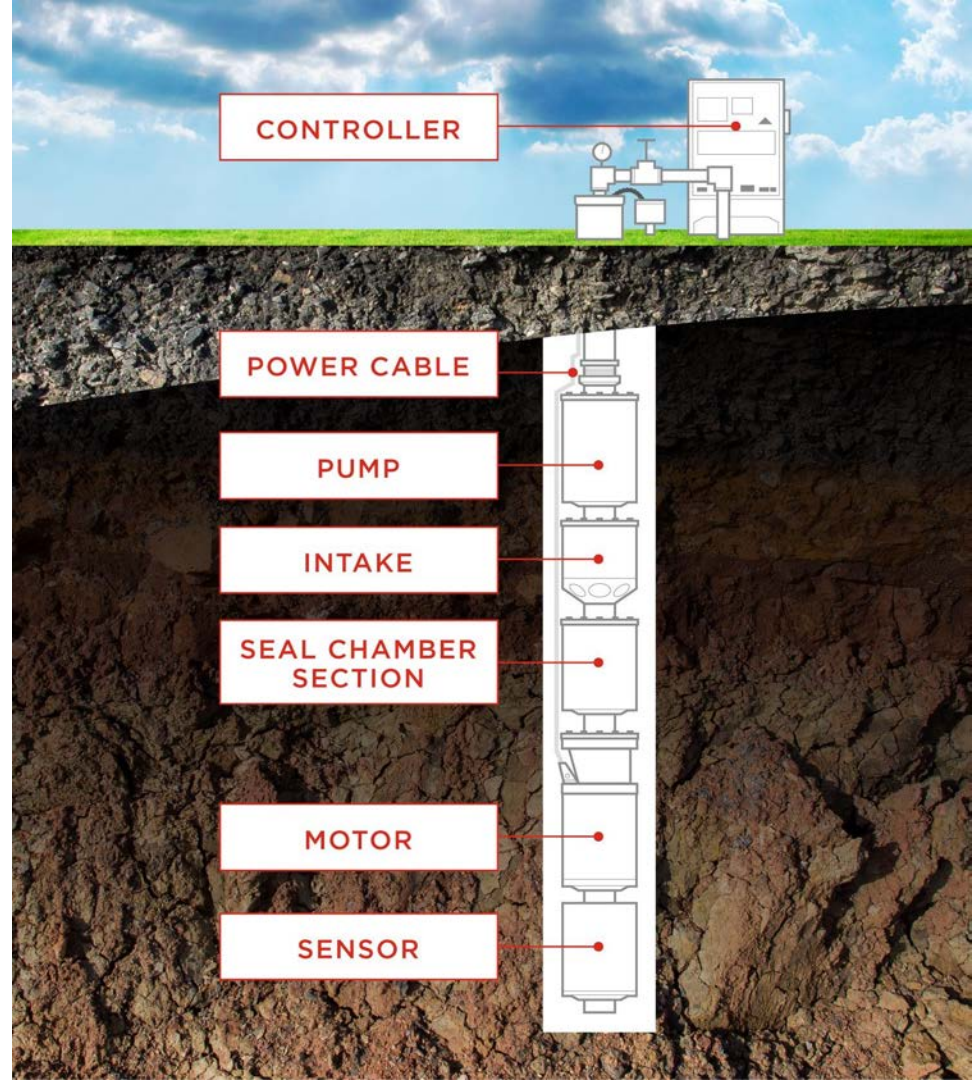 CONTROLLER
POWER CABLE
PUMP
INTAKE
SEAL CHAMBER
SECTION
MOTOR
SENSOR